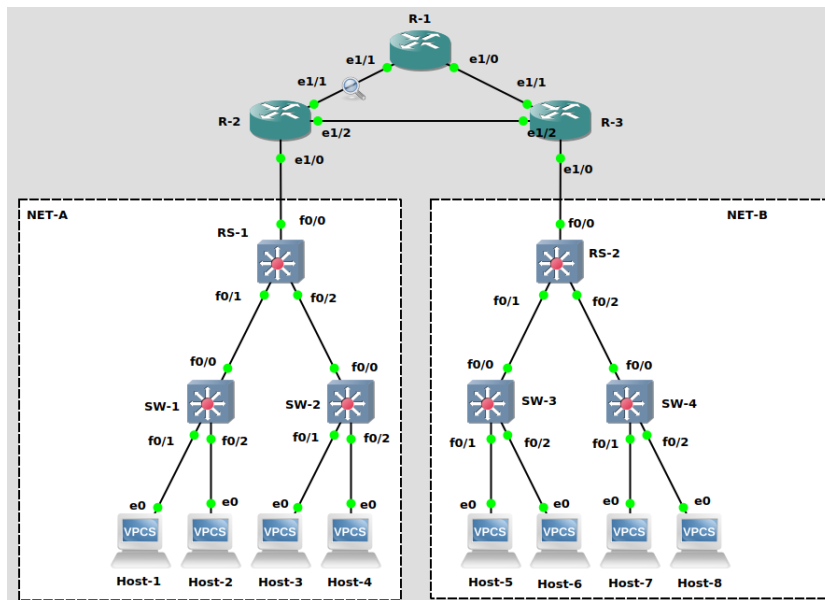 R-1
e1/1
e1/0
e1/1
e1/1
R-2
e1/2
e1/2
R-3
e1/0
e1/0
NET-A
NET-B
f0/0
f0/0
RS-1
RS-2
f0/1
f0/2
f0/1
f0/2
f0/0
f0/0
f0/0
f0/0
SW-1
SW-2
SW-3
SW-4
f0/1
f0/2
f0/1
f0/2
f0/1
f0/2
f0/1
f0/2
e0
e0
e0
e0
e0
e0
e0
e0
VPCS
VPCS
VPCS
VPCS
VPCS
VPCS
VPCS
VPCS
Host-1
Host-2
Host-3
Host-4
Host-5
Host-6
Host-7
Host-8